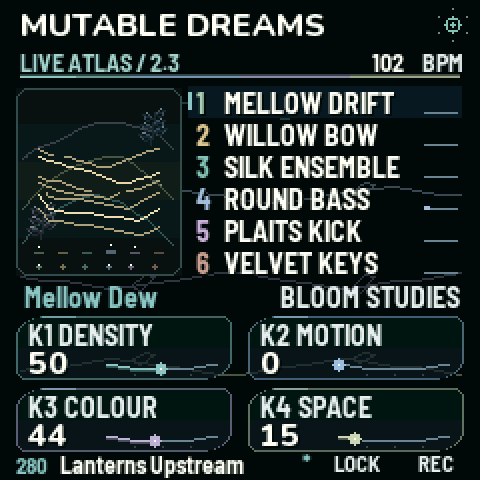 MUTABLE DREAMS
LIVE ATLAS / 2.3 102 BPM
1 MELLOW DRIFT
2 WILLOW BOW
3 SILK ENSEMBLE
4 ROUND BASS
5 PLAITS KICK
6 VELVET KEYS
Mellow Dew BLOOM STUDIES
K1 DENSITY K2 MOTION
50 0
K3 COLOUR K4 SPACE
44 15
280 Lanterns Upstream LOCK REC